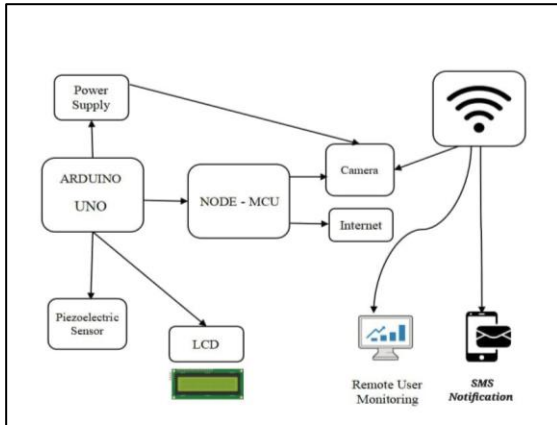 Power
Supply
Camera
ARDUINO
UNO
NODE - MCU
Internet
Piezoelectric
Sensor
LCD
Remote User
Monitoring
SMS
Notification